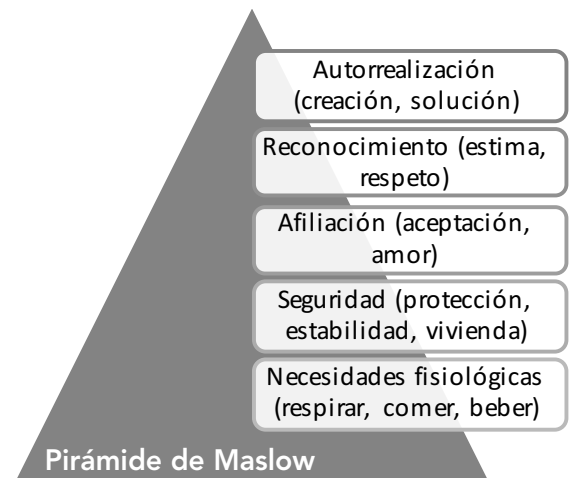 Autorrealización
(creación, solución)
Reconocimiento (estima,
respeto)
Afiliación (aceptación,
amor)
Seguridad (protección,
estabilidad, vivienda)
Necesidades fisiológicas
(respirar, comer, beber)
Pirámide de Maslow